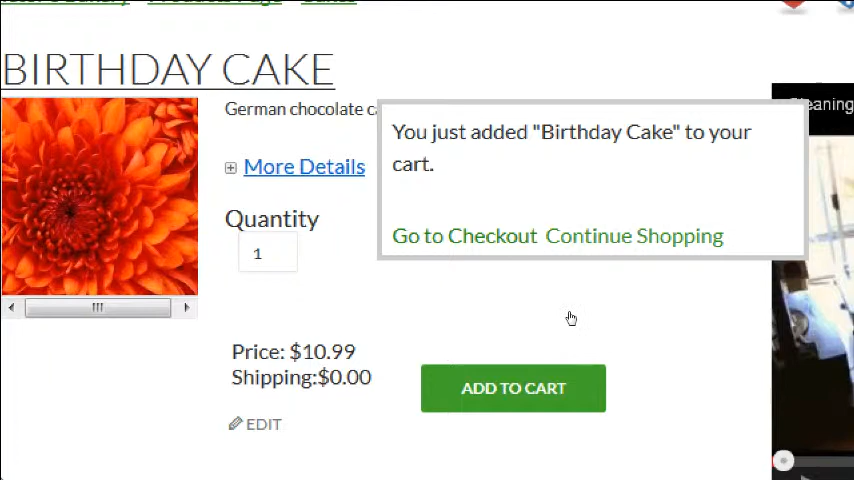 BIRTHDAY CAKE
German chocolate
You just added "Birthday Cake" to your
cart.
More Details
Quantity
Go to Checkout Continue Shopping
1
Price: $10.99
Shipping:$0.00
ADD TO CART
EDIT